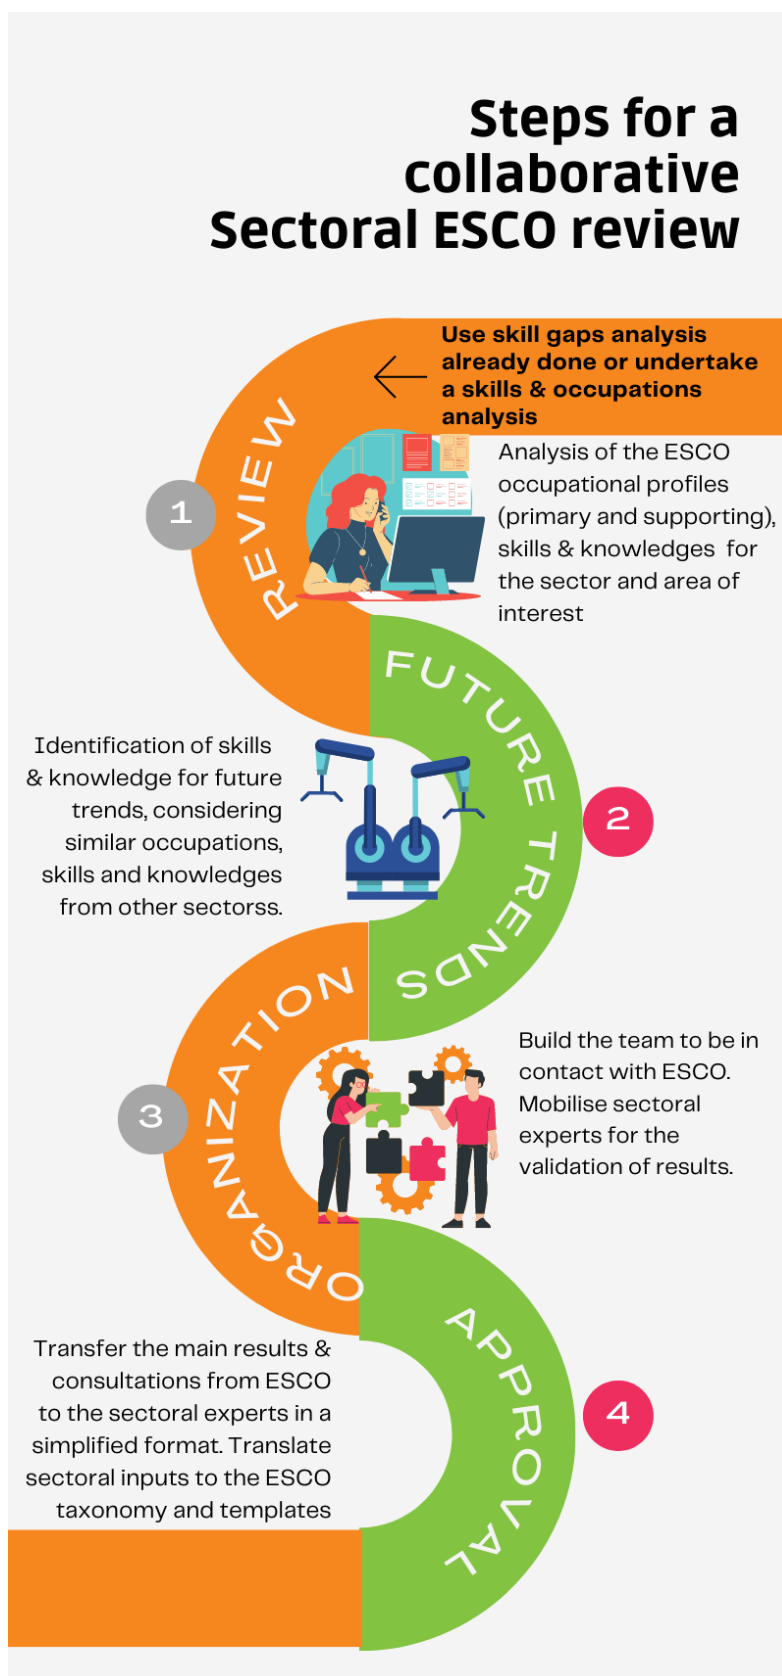 Steps for a
collaborative
Sectoral ESCO review
Use skill gaps analysis
already done or undertake
a skills & occupations
analysis
REVIEW
1
Analysis of the ESCO
occupational profiles
(primary and supporting),
skills & knowledges for
the sector and area of
interest
FUTURE TRENDS
2
Identification of skills
& knowledge for future
trends, considering
similar occupations,
skills and knowledges
from other sectorss.
ORGANIZATION
3
Build the team to be in
contact with ESCO.
Mobilise sectoral
experts for the
validation of results.
APPROVAL
4
Transfer the main results &
consultations from ESCO
to the sectoral experts in a
simplified format. Translate
sectoral inputs to the ESCO
taxonomy and templates